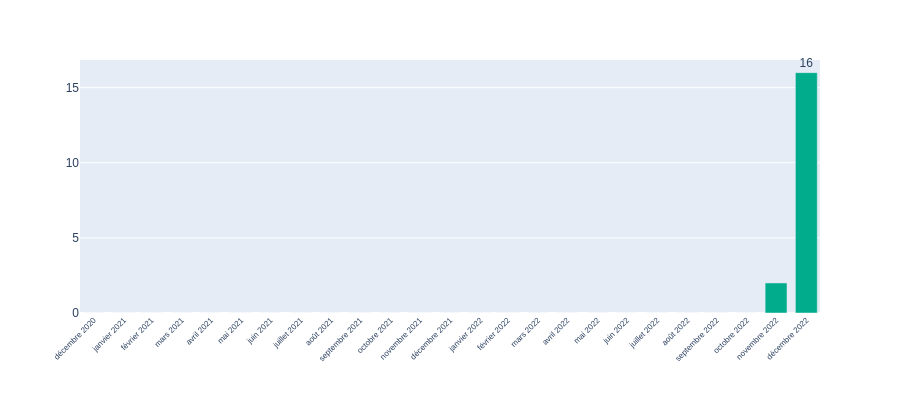 16
15
10
5
0
décembre 2020
janvier 2021
février 2021
mars 2021
avril 2021
mai 2021
juin 2021
juillet 2021
août 2021
septembre 2021
octobre 2021
novembre 2021
décembre 2021
janvier 2022
février 2022
mars 2022
avril 2022
mai 2022
juin 2022
juillet 2022
août 2022
septembre 2022
octobre 2022
novembre 2022
décembre 2022